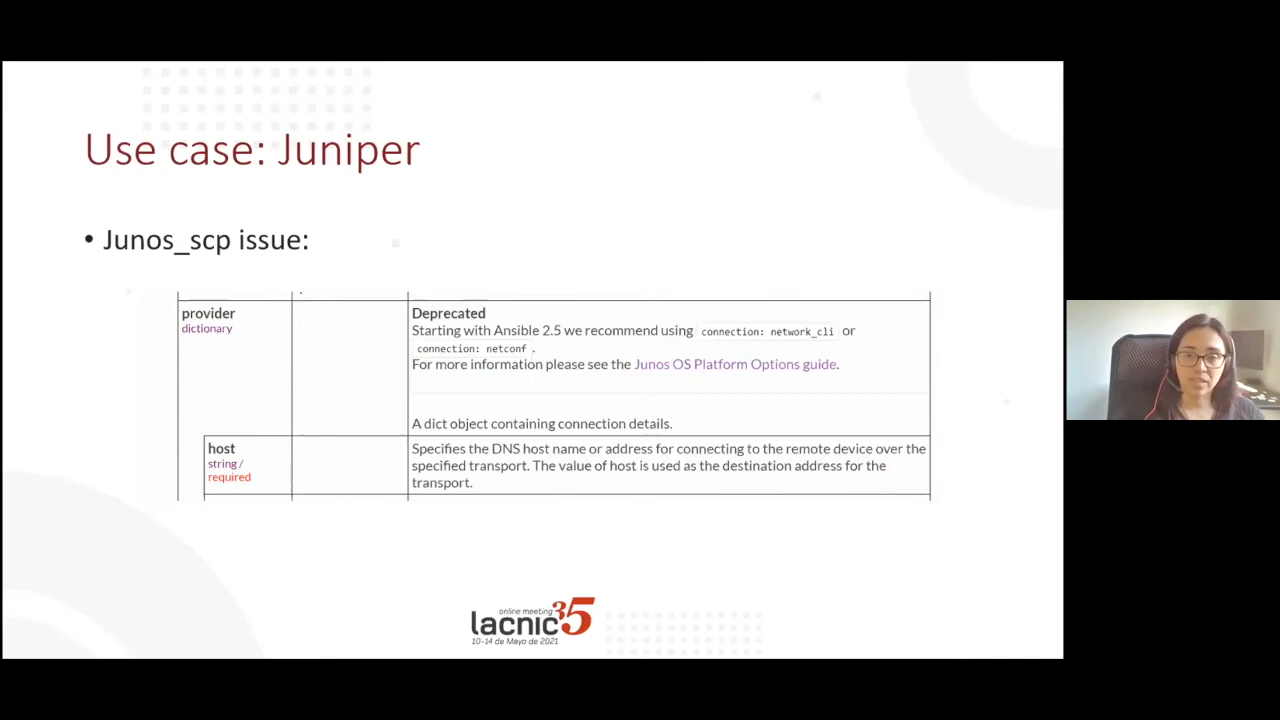 Use case: Juniper
• Junos_scp issue:
provider
dictionary
Deprecated
Starting with Ansible 2.5 we recommend using connection: network_cli or
connection: netconf .
For more information please see the Junos OS Platform Options guide.
A dict object containing connection details.
host
string /
required
Specifies the DNS host name or address for connecting to the remote device over the
specified transport. The value of host is used as the destination address for the
transport.
online meeting
lacnic35
10-14 de Mayo de 2021